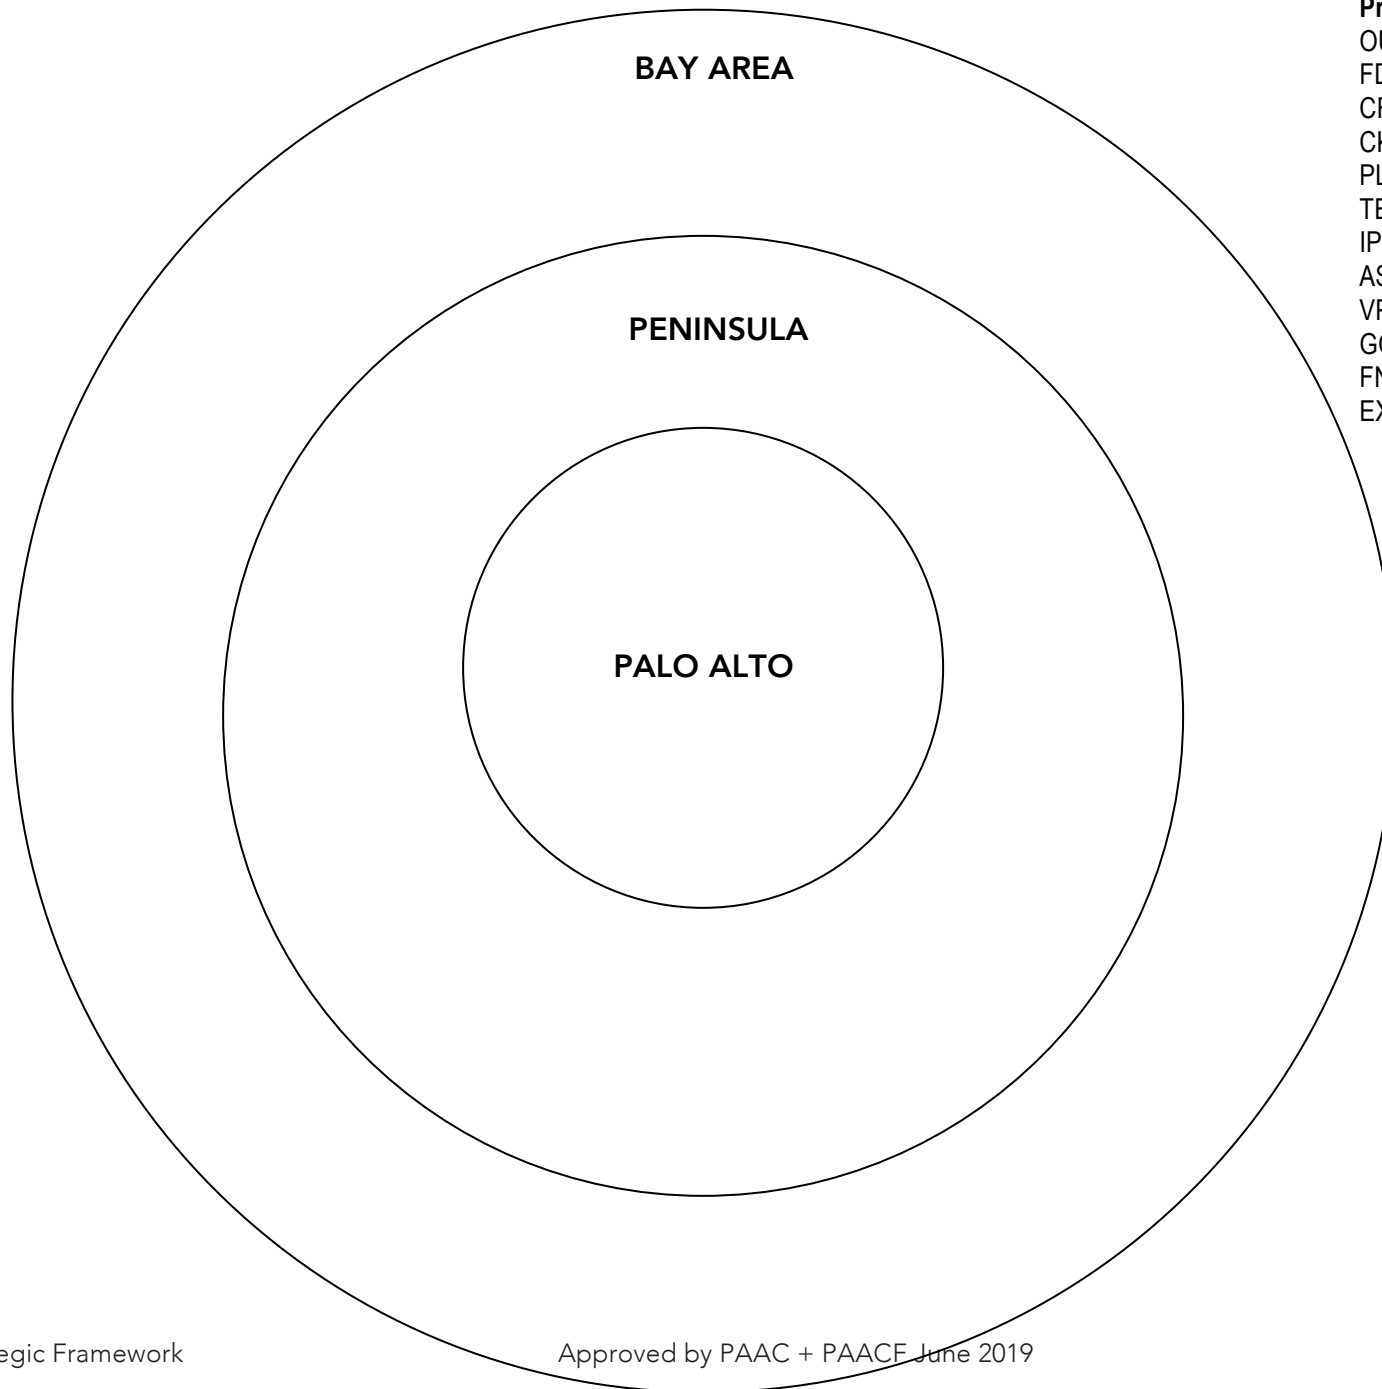 BAY AREA
PENINSULA
PALO ALTO
Pr
OU
FD
CK
PL
TE
IP
AS
GO
FN
EX
egic Framework
Approved by PAAC + PAACF June 2019